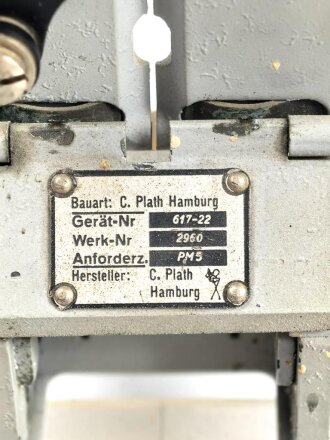 Bauart: C. Plath Hamburg
Gerät-Nr 617-22
Werk-Nr 2960
Anforderz. PM5
Hersteller: C. Plath
Hamburg